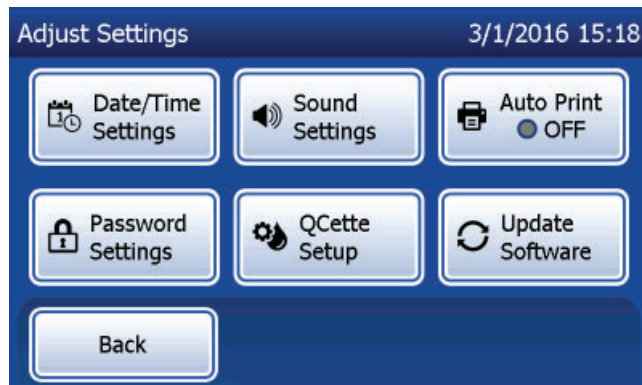 Adjust Settings 3/1/2016 15:18
Date/Time
Settings
Sound
Settings
Auto Print
OFF
Password
Settings
QCette
Setup
Update
Software
Back